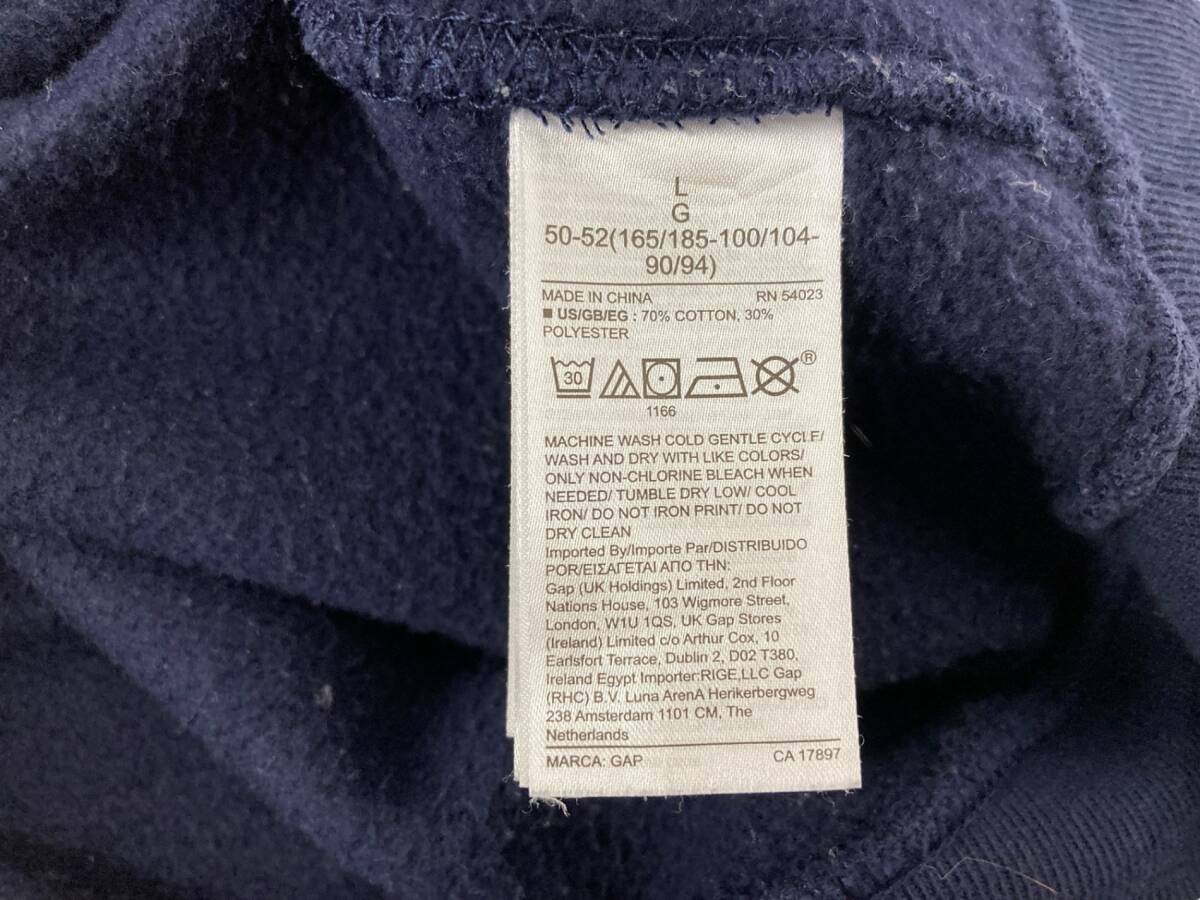 L
G
50-52(165/185-100/104-
90/94)
MADE IN CHINA RN 54023
■ US/GB/EG : 70% COTTON, 30%
POLYESTER
30 ®
1166
MACHINE WASH COLD GENTLE CYCLE/
WASH AND DRY WITH LIKE COLORS/
ONLY NON-CHLORINE BLEACH WHEN
NEEDED/ TUMBLE DRY LOW/ COOL
IRON/ DO NOT IRON PRINT/ DO NOT
DRY CLEAN
Imported By/Importe Par/DISTRIBUIDO
POR/ΕΙΣΑΓΕΤΑΙ ΑΠΟ ΤΗΝ:
Gap (UK Holdings) Limited, 2nd Floor
Nations House, 103 Wigmore Street,
London, W1U 1QS, UK Gap Stores
(Ireland) Limited c/o Arthur Cox, 10
Earlsfort Terrace, Dublin 2, D02 T380,
Ireland Egypt Importer:RIGE,LLC Gap
(RHC) B.V. Luna ArenA Herikerbergweg
238 Amsterdam 1101 CM, The
Netherlands
MARCA: GAP CA 17897